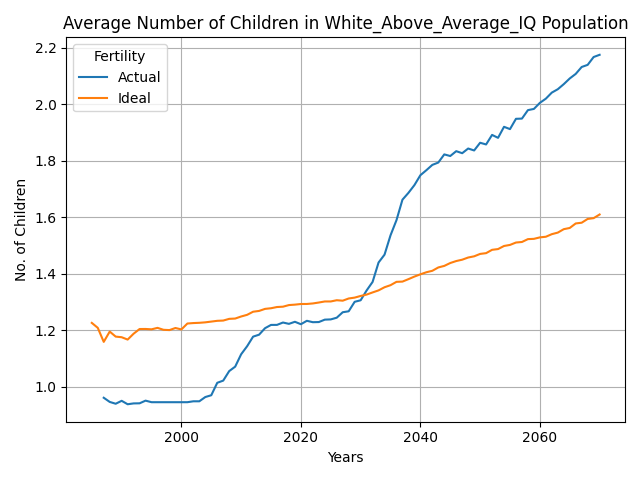 Average Number of Children in White_Above_Average_IQ Population
Fertility
Actual
Ideal
No. of Children
2.2
2.0
1.8
1.6
1.4
1.2
1.0
2000
2020
2040
2060
Years